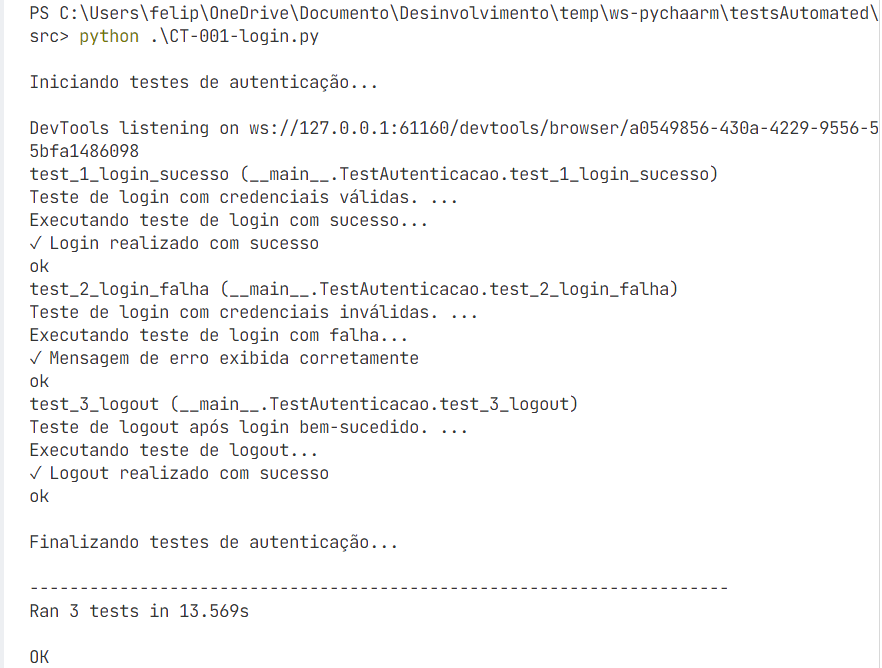 PS C:\Users\felip\OneDrive\Documento\Desinvolvimento\temp\ws-pychaarm\testsAutomated\
src> python .\CT-001-login.py
Iniciando testes de autenticação...
DevTools listening on ws://127.0.0.1:61160/devtools/browser/a0549856-430a-4229-9556-5
5bfa1486098
test_1_login_sucesso (__main__.TestAutenticacao.test_1_login_sucesso)
Teste de login com credenciais válidas. ...
Executando teste de login com sucesso...
✓ Login realizado com sucesso
ok
test_2_login_falha (__main__.TestAutenticacao.test_2_login_falha)
Teste de login com credenciais inválidas. ...
Executando teste de login com falha...
✓ Mensagem de erro exibida corretamente
ok
test_3_logout (__main__.TestAutenticacao.test_3_logout)
Teste de logout após login bem-sucedido. ...
Executando teste de logout...
✓ Logout realizado com sucesso
ok
Finalizando testes de autenticação...
----------------------------------------------------------------------
Ran 3 tests in 13.569s
OK